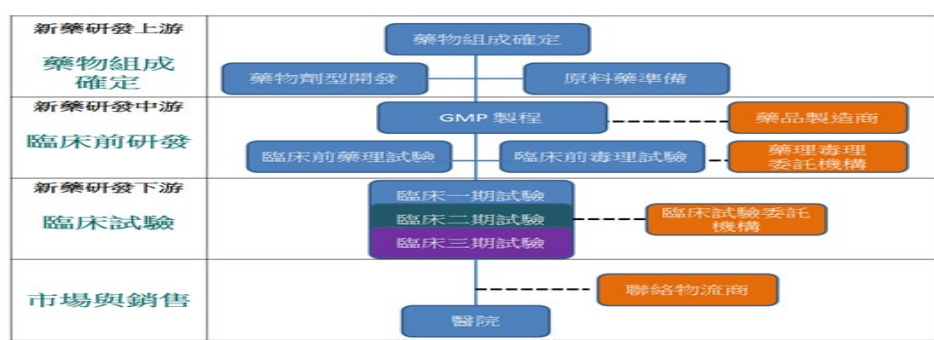 新藥研發上游
藥物組成
確定
藥物組成確定
藥物劑型開發
原料藥準備
新藥研發中游
臨床前研發
GMP 製程
藥品製造商
臨床前藥理試驗
臨床前毒理試驗
藥理毒理
委託機構
新藥研發下游
臨床試驗
臨床一期試驗
臨床二期試驗
臨床三期試驗
臨床試驗委託
機構
市場與銷售
聯絡物流商
醫院